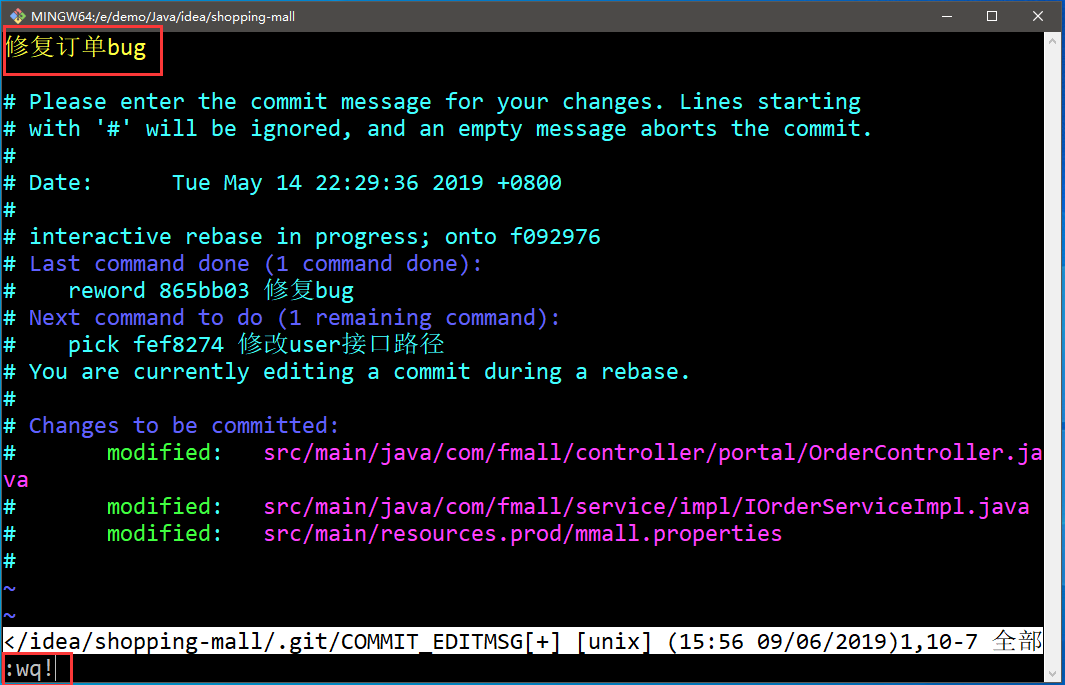 MINGW64:/e/demo/Java/idea/shopping-mall
修复订单bug
# Please enter the commit message for your changes. Lines starting
# with '#' will be ignored, and an empty message aborts the commit.
#
# Date:      Tue May 14 22:29:36 2019 +0800
#
# interactive rebase in progress; onto f092976
# Last command done (1 command done):
#    reword 865bb03 修复bug
# Next command to do (1 remaining command):
#    pick fef8274 修改user接口路径
# You are currently editing a commit during a rebase.
#
# Changes to be committed:
#       modified:   src/main/java/com/fmall/controller/portal/OrderController.ja
va
#       modified:   src/main/java/com/fmall/service/impl/IOrderServiceImpl.java
#       modified:   src/main/resources.prod/mmall.properties
#
~
~
</idea/shopping-mall/.git/COMMIT_EDITMSG[+] [unix] (15:56 09/06/2019)1,10-7 全部
:wq!